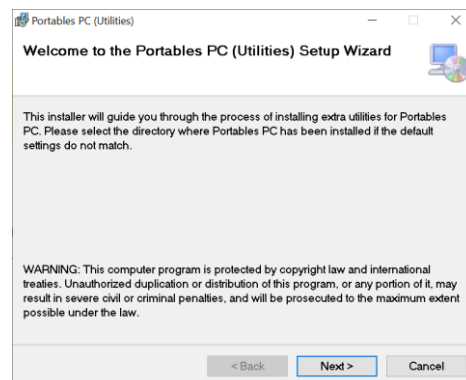 Portables PC (Utilities)
Welcome to the Portables PC (Utilities) Setup Wizard
This installer will guide you through the process of installing extra utilities for Portables
PC. Please select the directory where Portables PC has been installed if the default
settings do not match.
WARNING: This computer program is protected by copyright law and international
treaties. Unauthorized duplication or distribution of this program, or any portion of it, may
result in severe civil or criminal penalties, and will be prosecuted to the maximum extent
possible under the law.
< Back Next > Cancel